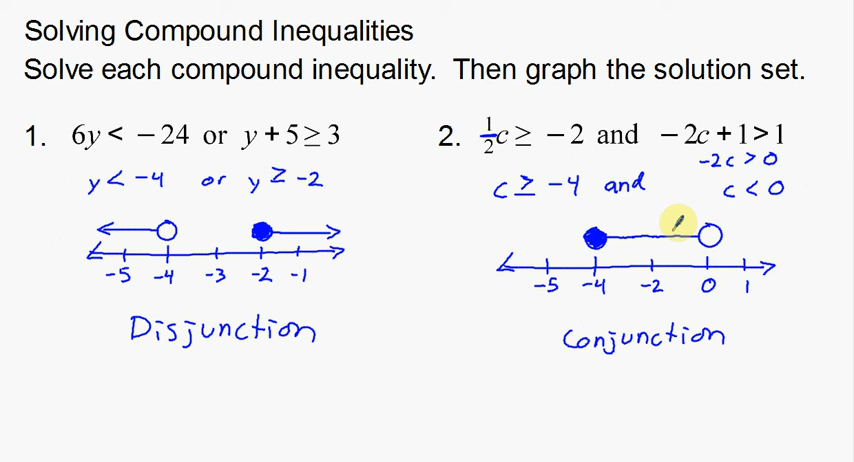 Solving Compound Inequalities
Solve each compound inequality. Then graph the solution set.
1. 6y < − 24 or y + 5 ≥ 3
y < -4 or y ≥ -2
-5 -4 -3 -2 -1
Disjunction
2. 1/2 c ≥ − 2 and − 2c + 1 > 1
-2c > 0
c ≥ -4 and c < 0
-5 -4 -2 0 1
Conjunction